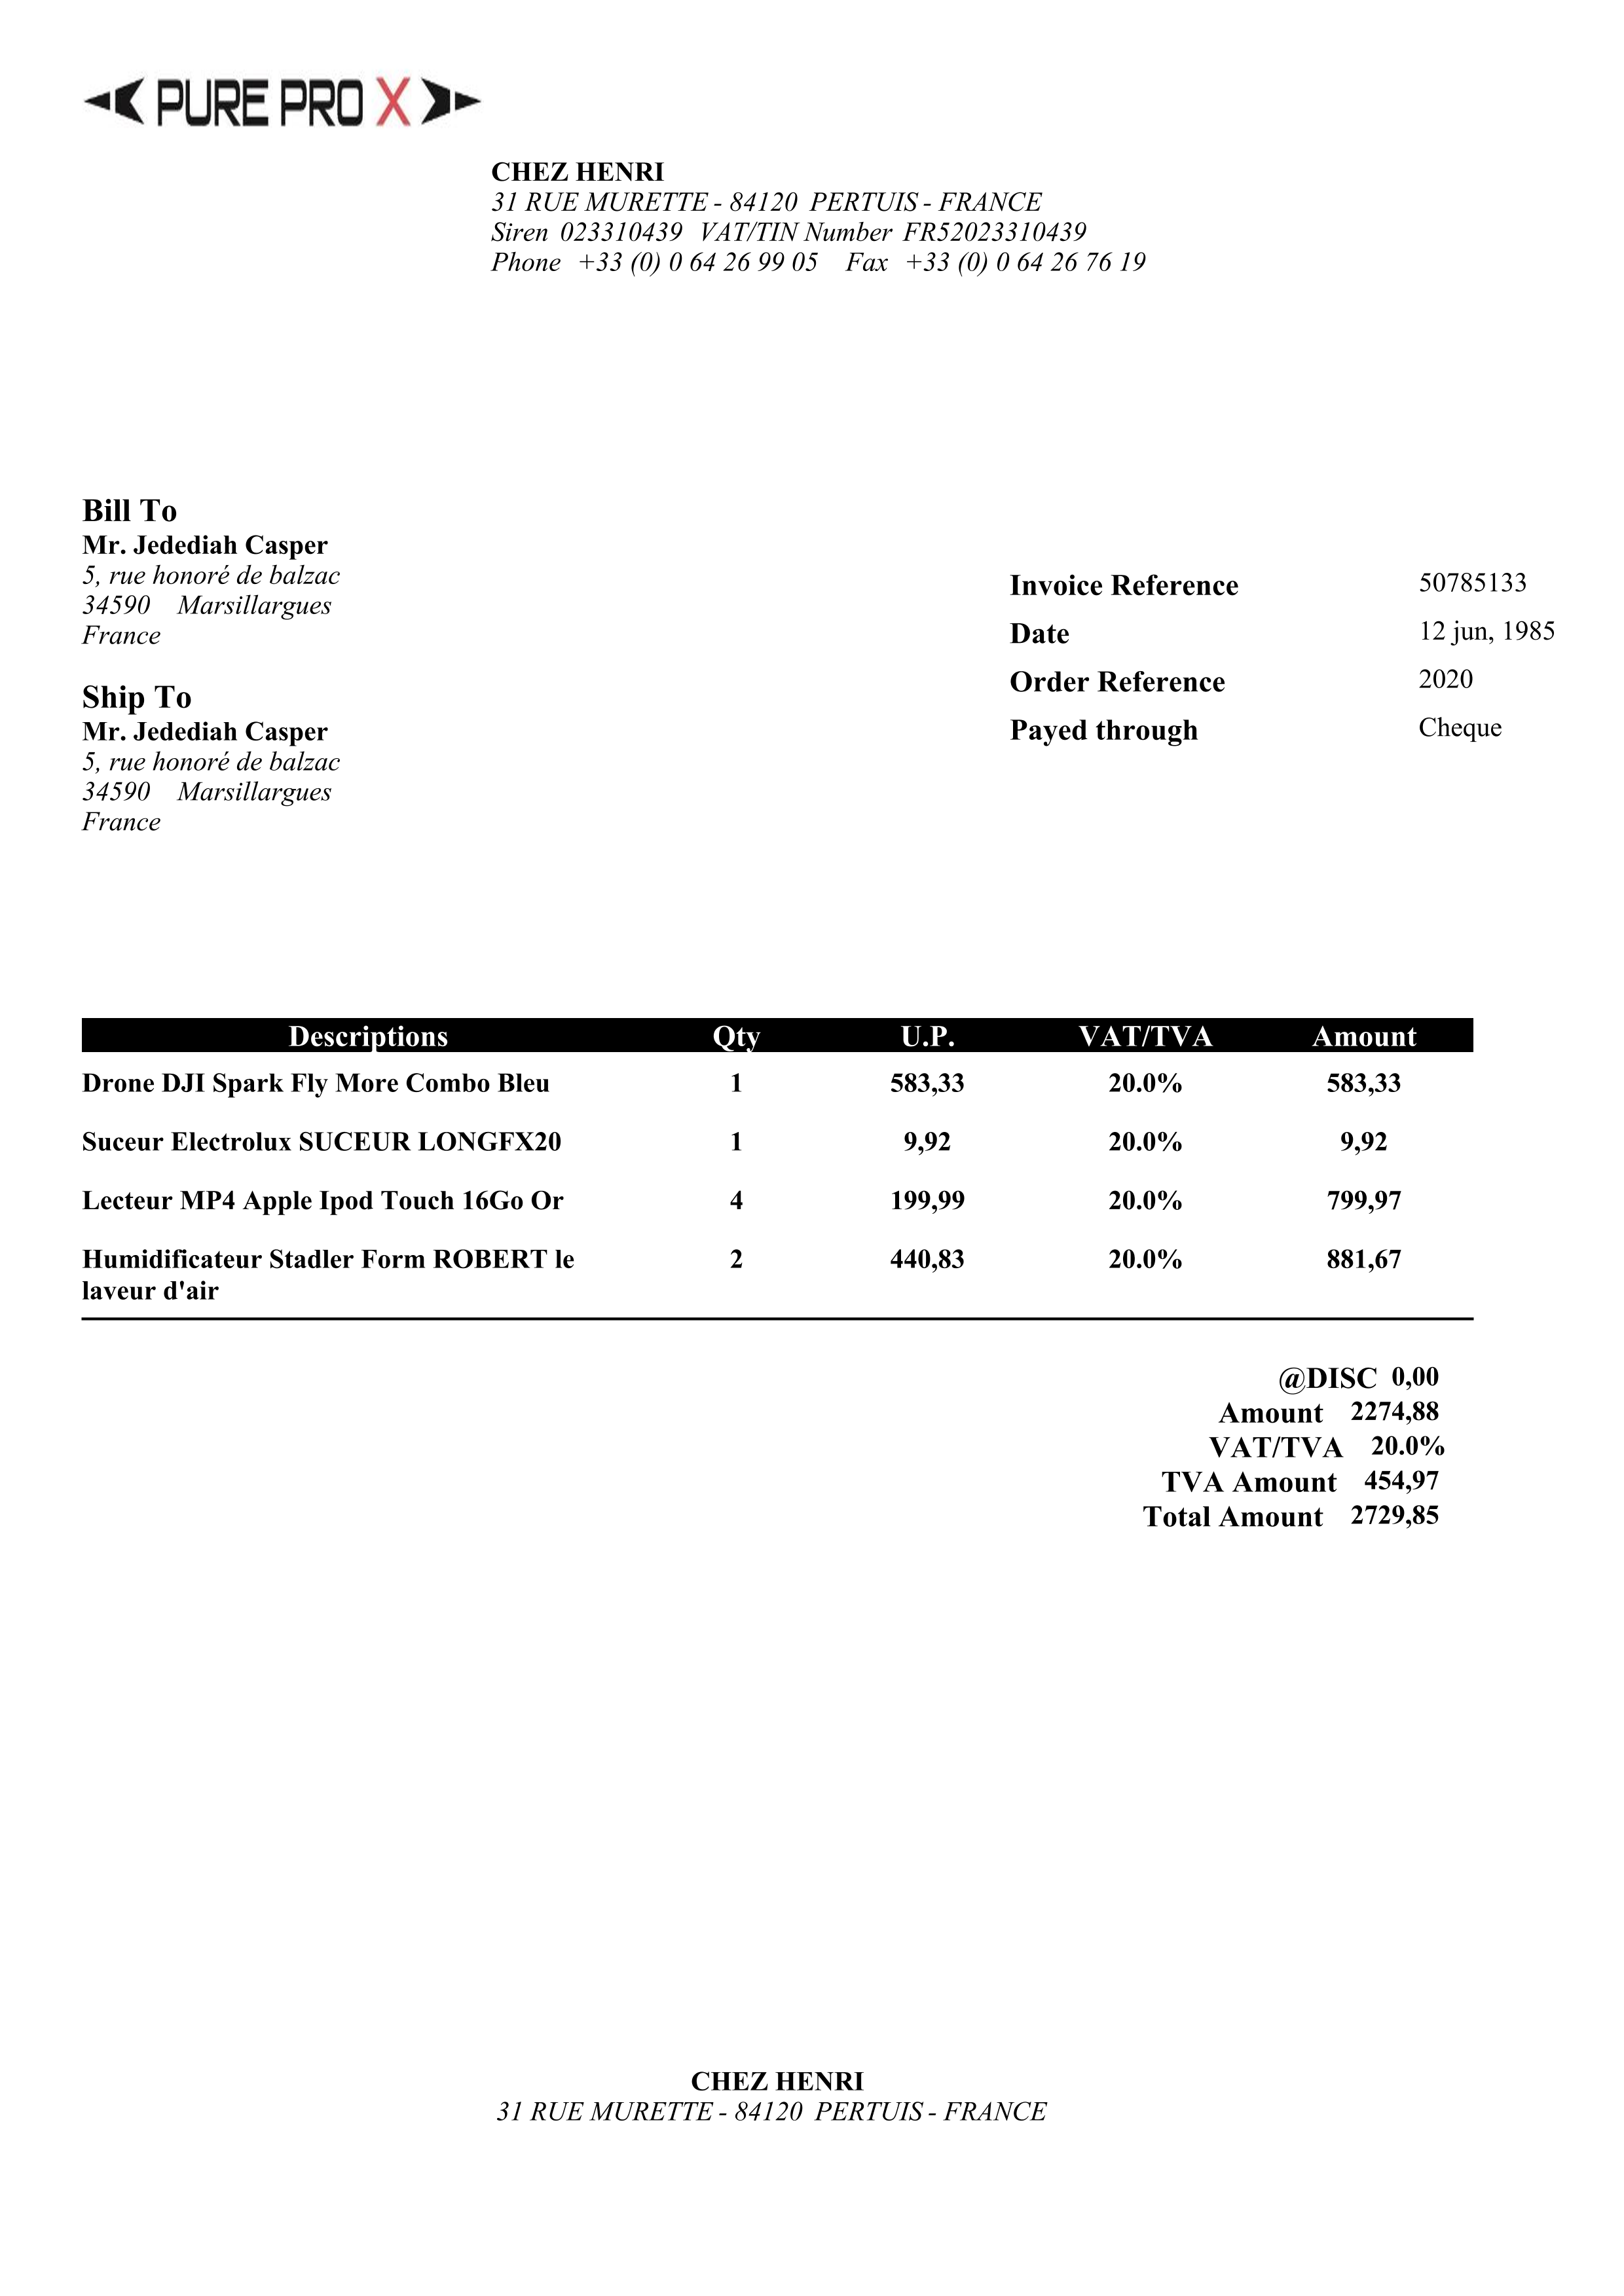 PURE PRO X
CHEZ HENRI
31 RUE MURETTE - 84120 PERTUIS - FRANCE
Siren 023310439 VAT/TIN Number FR52023310439
Phone +33 (0) 0 64 26 99 05 Fax +33 (0) 0 64 26 76 19
Bill To
Mr. Jedediah Casper
5, rue honoré de balzac
34590 Marsillargues
France
Ship To
Mr. Jedediah Casper
5, rue honoré de balzac
34590 Marsillargues
France
Invoice Reference 50785133
Date 12 jun, 1985
Order Reference 2020
Payed through Cheque
Descriptions Qty U.P. VAT/TVA Amount
Drone DJI Spark Fly More Combo Bleu 1 583,33 20.0% 583,33
Suceur Electrolux SUCEUR LONGFX20 1 9,92 20.0% 9,92
Lecteur MP4 Apple Ipod Touch 16Go Or 4 199,99 20.0% 799,97
Humidificateur Stadler Form ROBERT le 2 440,83 20.0% 881,67
laveur d'air
@DISC 0,00
Amount 2274,88
VAT/TVA 20.0%
TVA Amount 454,97
Total Amount 2729,85
CHEZ HENRI
31 RUE MURETTE - 84120 PERTUIS - FRANCE